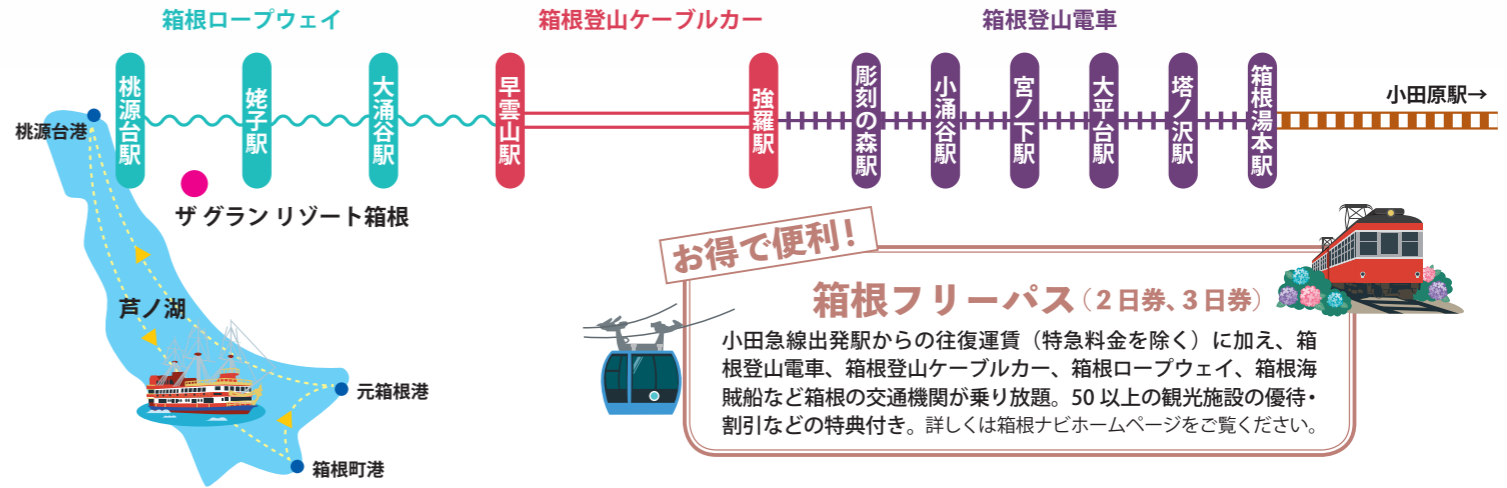 箱根ロープウェイ
箱根登山ケーブルカー
箱根登山電車
桃源台駅
姥子駅
大涌谷駅
早雲山駅
強羅駅
彫刻の森駅
小涌谷駅
宮ノ下駅
大平台駅
塔ノ沢駅
箱根湯本駅
小田原駅→
桃源台港
ザ グラン リゾート箱根
芦ノ湖
元箱根港
箱根町港
お得で便利！
箱根フリーパス（2日券、3日券）
小田急線出発駅からの往復運賃（特急料金を除く）に加え、箱
根登山電車、箱根登山ケーブルカー、箱根ロープウェイ、箱根海
賊船など箱根の交通機関が乗り放題。50 以上の観光施設の優待・
割引などの特典付き。詳しくは箱根ナビホームページをご覧ください。